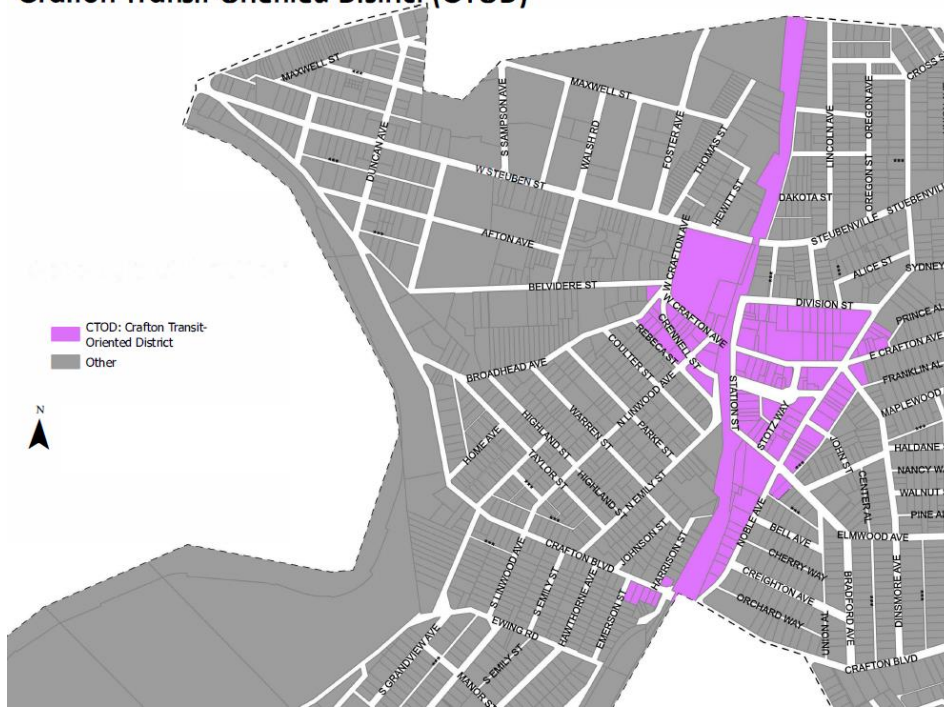 Crafton Transit-Oriented District (CTOD)
MAXWELL ST
MAXWELL ST
S SAMPSON AVE
WALSH RD
FOSTER AVE
THOMAS ST
HEWITT ST
LINCOLN AVE
OREGON AVE
OREGON ST
CROSS S
DUNCAN AVE
W STEUBEN ST
DAKOTA ST
STEUBENVILLE
STUEBENVIL
AFTON AVE
ALICE ST
SYDNEY
BELVIDERE ST
W CRAFTON AVE
W CRAFTON AVE
DIVISION ST
PRINCE AL
CTOD: Crafton Transit-
Oriented District
Other
CRENNELL ST
REBECA ST
E CRAFTON AVE
FRANKLIN AL
BROADHEAD AVE
COULTER ST
N LINWOOD AVE
STATION ST
MAPLEWOOD
N
STOTZ WAY
HOME AVE
HIGHLAND ST
WARREN ST
PARKE ST
JOHN ST
HALDANE
TAYLOR ST
HIGHLAND ST
N EMILY ST
CENTER AL
NANCY W
WALNUT
PINE AL
NOBLE AVE
BELL AVE
ELMWOOD AVE
CRAFTON BLVD
JOHNSON ST
HARRISON ST
CHERRY WAY
CREIGHTON AVE
ORCHARD WAY
S LINWOOD AVE
S EMILY ST
HAWTHORNE AVE
EMERSON ST
UNION AL
BRADFORD AVE
DINSMORE AVE
EWING RD
S GRANDVIEW AVE
S EMILY ST
MANOR ST
CRAFTON BLVD